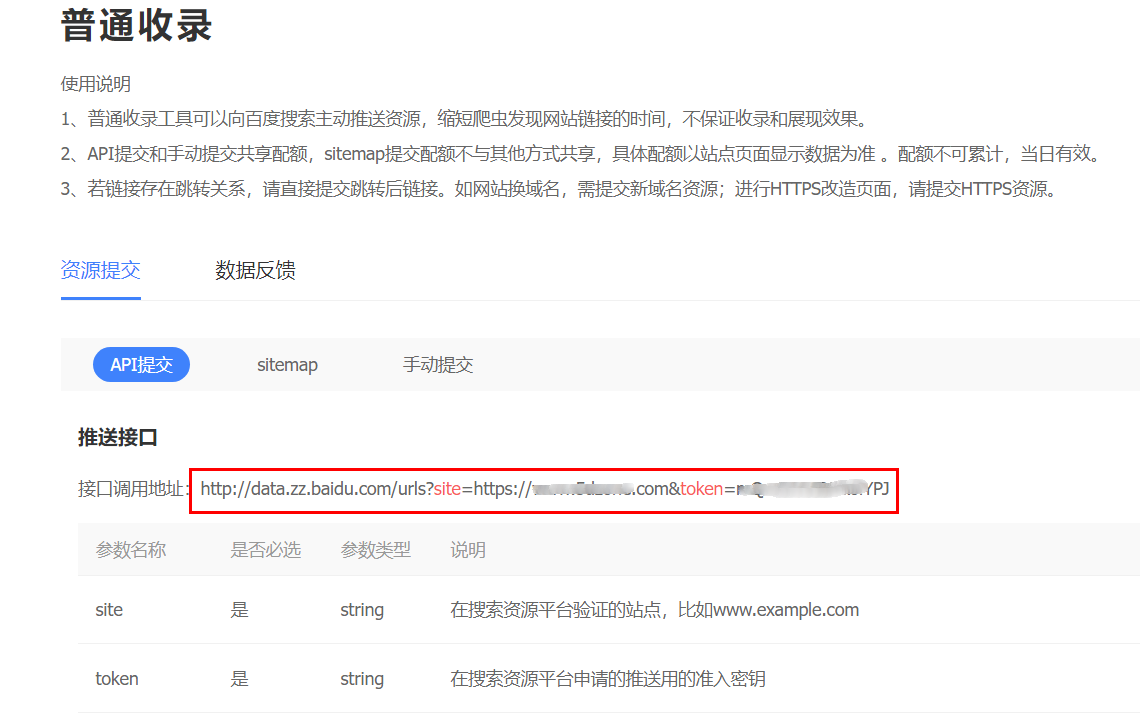 普通收录
使用说明
1、普通收录工具可以向百度搜索主动推送资源，缩短爬虫发现网站链接的时间，不保证收录和展现效果。
2、API提交和手动提交共享配额，sitemap提交配额不与其他方式共享，具体配额以站点页面显示数据为准 。配额不可累计，当日有效。
3、若链接存在跳转关系，请直接提交跳转后链接。如网站换域名，需提交新域名资源；进行HTTPS改造页面，请提交HTTPS资源。
资源提交 数据反馈
API提交 sitemap 手动提交
推送接口
接口调用地址: http://data.zz.baidu.com/urls?site=https:// .com&token= YPJ
参数名称 是否必选 参数类型 说明
site 是 string 在搜索资源平台验证的站点，比如www.example.com
token 是 string 在搜索资源平台申请的推送用的准入密钥